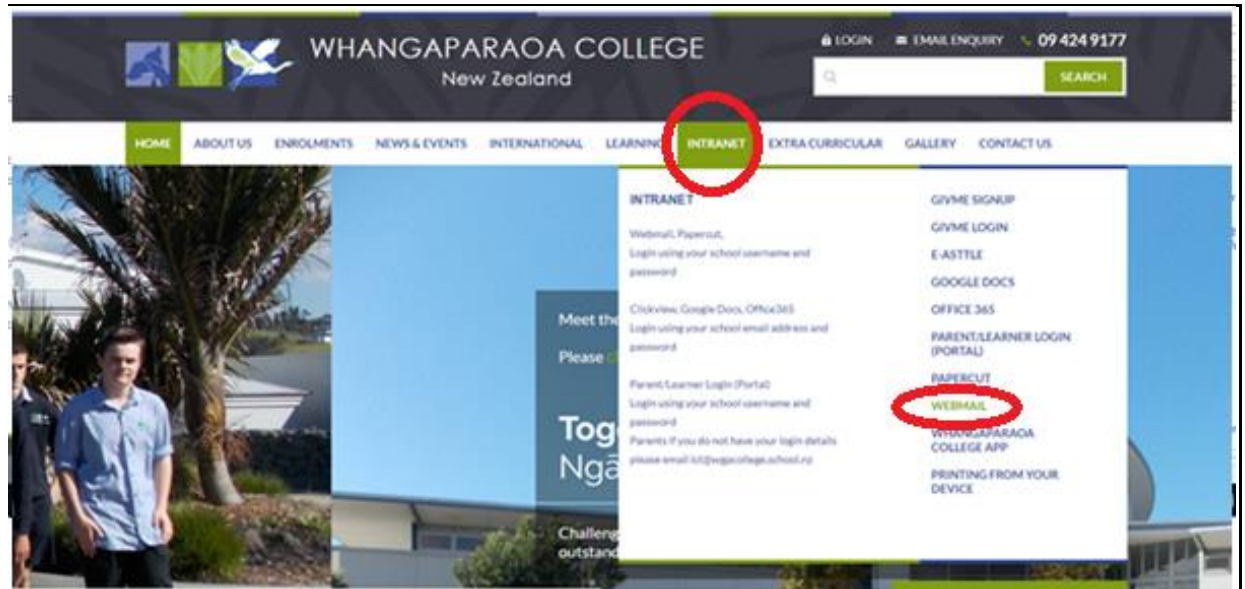 WHANGAPARAOA COLLEGE
New Zealand
LOGIN EMAIL ENQUIRY 09 424 9177
SEARCH
HOME ABOUT US ENROLMENTS NEWS & EVENTS INTERNATIONAL LEARNING INTRANET EXTRA CURRICULAR GALLERY CONTACT US
INTRANET
Webmail, Papercut,
Login using your school username and
password
Clickview, Google Docs, Office365
Login using your school email address and
password
Parent/Learner Login (Portal)
Login using your school username and
password
Parents if you do not have your login details
please email ict@wgacollege.school.nz
GIVME SIGNUP
GIVME LOGIN
E-ASTTLE
GOOGLE DOCS
OFFICE 365
PARENT/LEARNER LOGIN
(PORTAL)
PAPERCUT
WEBMAIL
WHANGAPARAOA
COLLEGE APP
PRINTING FROM YOUR
DEVICE
Meet the
Please
Tog
Ngā
Challeng
outstand